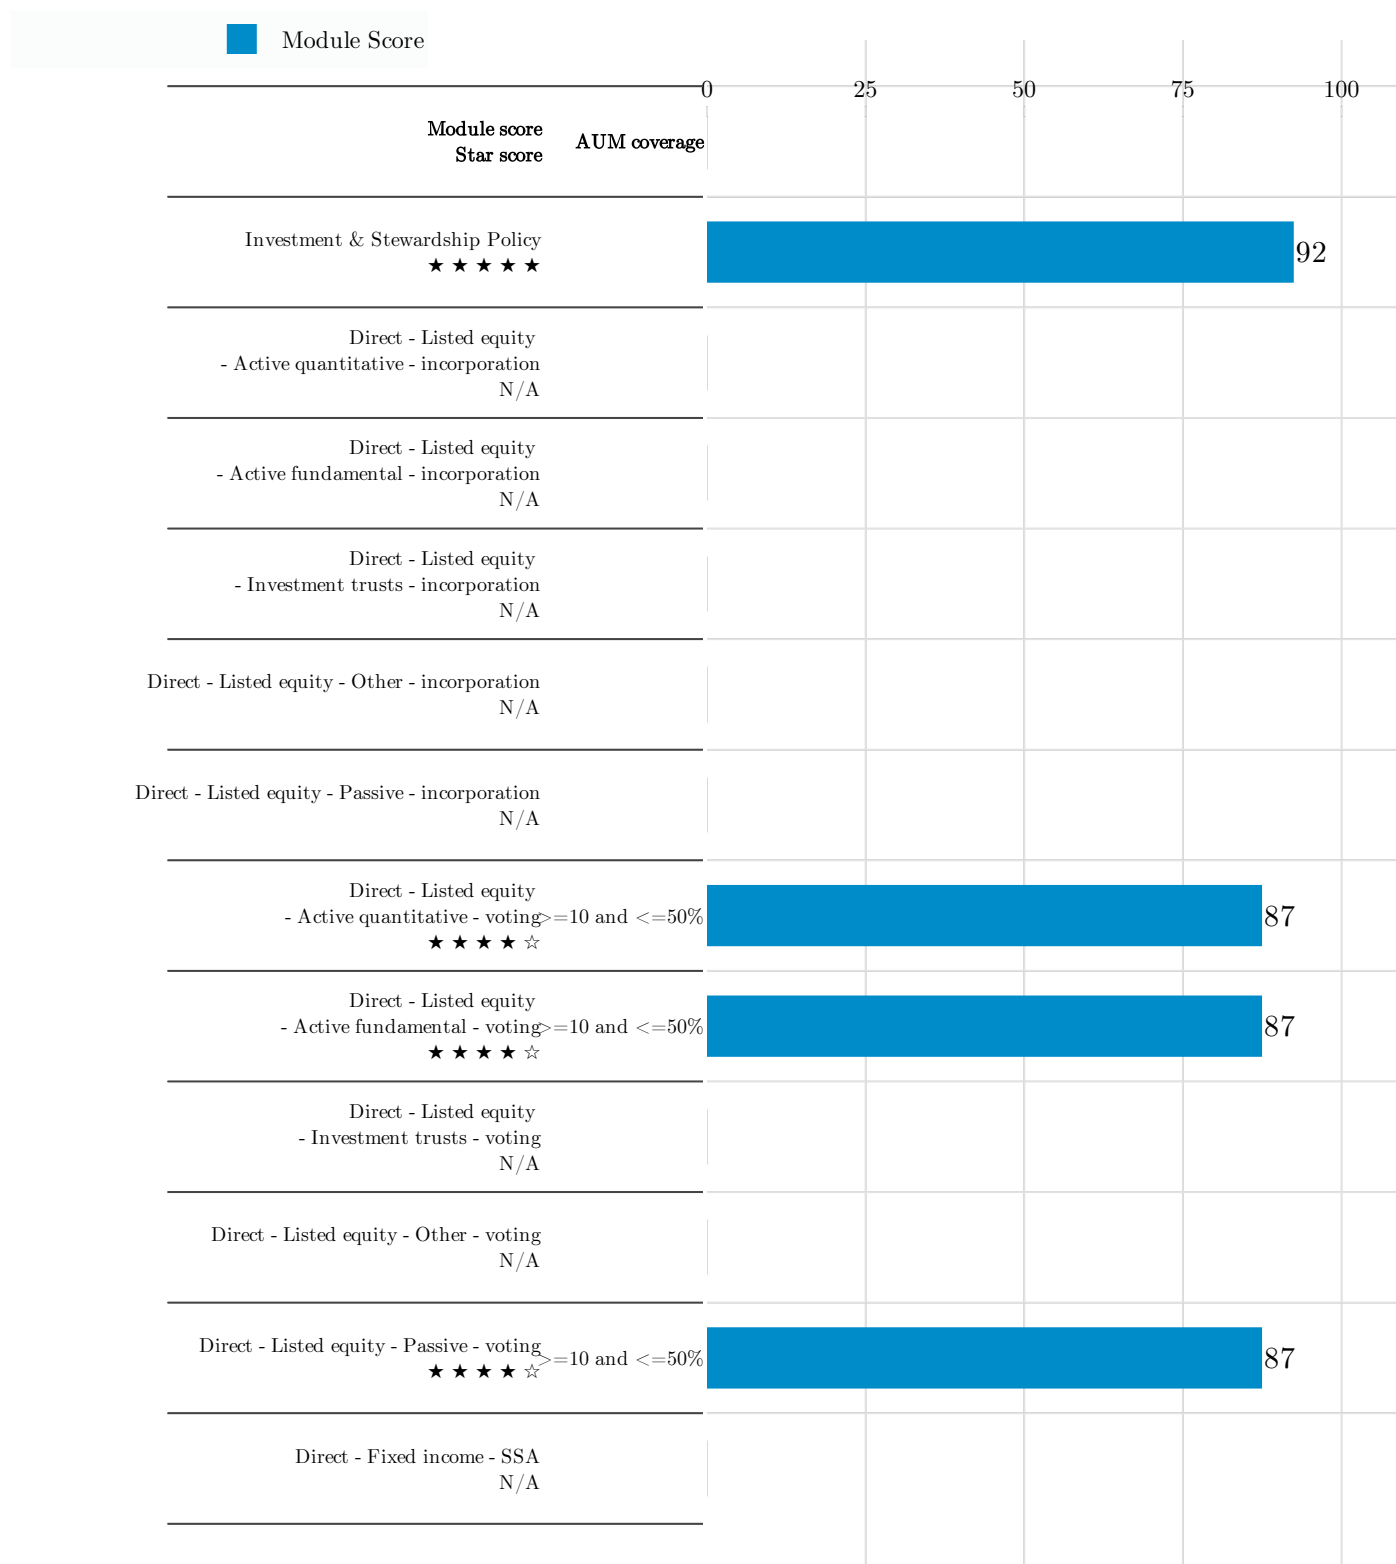 Module Score
0 25 50 75 100
Module score
Star score
AUM coverage
Investment & Stewardship Policy
★ ★ ★ ★ ★
92
Direct - Listed equity
- Active quantitative - incorporation
N/A
Direct - Listed equity
- Active fundamental - incorporation
N/A
Direct - Listed equity
- Investment trusts - incorporation
N/A
Direct - Listed equity - Other - incorporation
N/A
Direct - Listed equity - Passive - incorporation
N/A
Direct - Listed equity
- Active quantitative - voting
★ ★ ★ ★ ☆
>=10 and <=50%
87
Direct - Listed equity
- Active fundamental - voting
★ ★ ★ ★ ☆
>=10 and <=50%
87
Direct - Listed equity
- Investment trusts - voting
N/A
Direct - Listed equity - Other - voting
N/A
Direct - Listed equity - Passive - voting
★ ★ ★ ★ ☆
>=10 and <=50%
87
Direct - Fixed income - SSA
N/A